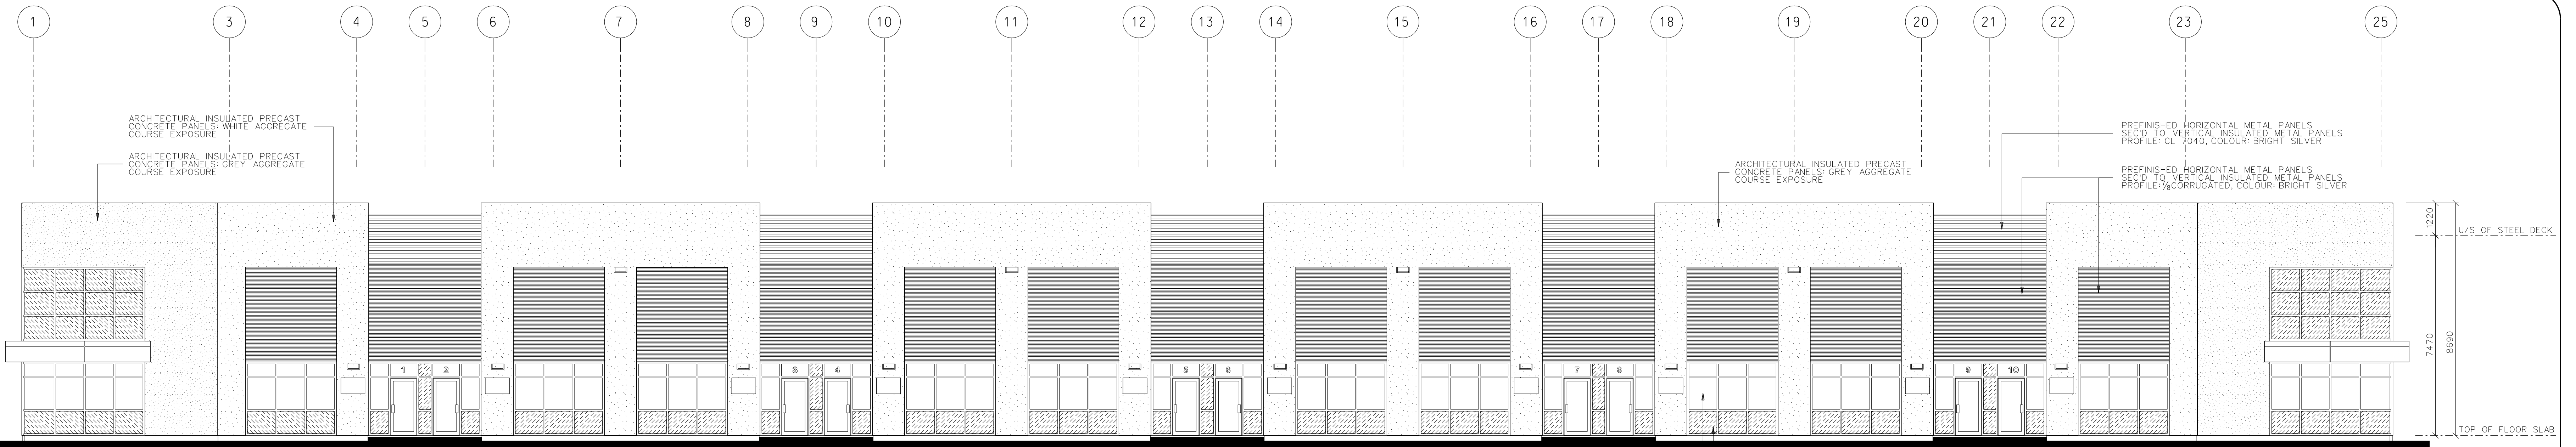 1 3 4 5 6 7 8 9 10 11 12 13 14 15 16 17 18 19 20 21 22 23 25
ARCHITECTURAL INSULATED PRECAST
CONCRETE PANELS: WHITE AGGREGATE
COURSE EXPOSURE
ARCHITECTURAL INSULATED PRECAST
CONCRETE PANELS: GREY AGGREGATE
COURSE EXPOSURE
ARCHITECTURAL INSULATED PRECAST
CONCRETE PANELS: GREY AGGREGATE
COURSE EXPOSURE
PREFINISHED HORIZONTAL METAL PANELS
SEC'D TO VERTICAL INSULATED METAL PANELS
PROFILE: CL 7040, COLOUR: BRIGHT SILVER
PREFINISHED HORIZONTAL METAL PANELS
SEC'D TO VERTICAL INSULATED METAL PANELS
PROFILE: ⅞ CORRUGATED, COLOUR: BRIGHT SILVER
1220
U/S OF STEEL DECK
7470
8690
TOP OF FLOOR SLAB
1 2 3 4 5 6 7 8 9 10